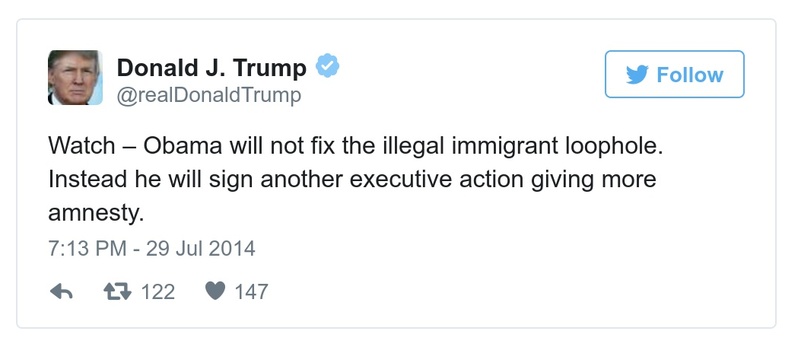 Donald J. Trump
@realDonaldTrump
Follow
Watch – Obama will not fix the illegal immigrant loophole.
Instead he will sign another executive action giving more
amnesty.
7:13 PM - 29 Jul 2014
122 147